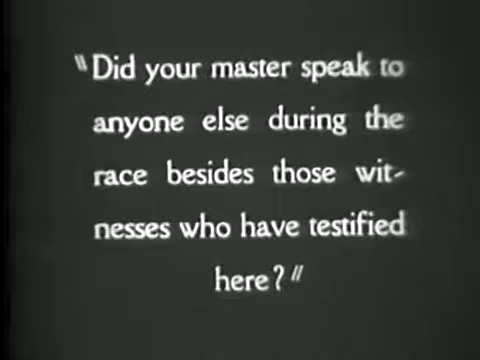 "Did your master speak to
anyone else during the
race besides those wit-
nesses who have testified
here?"